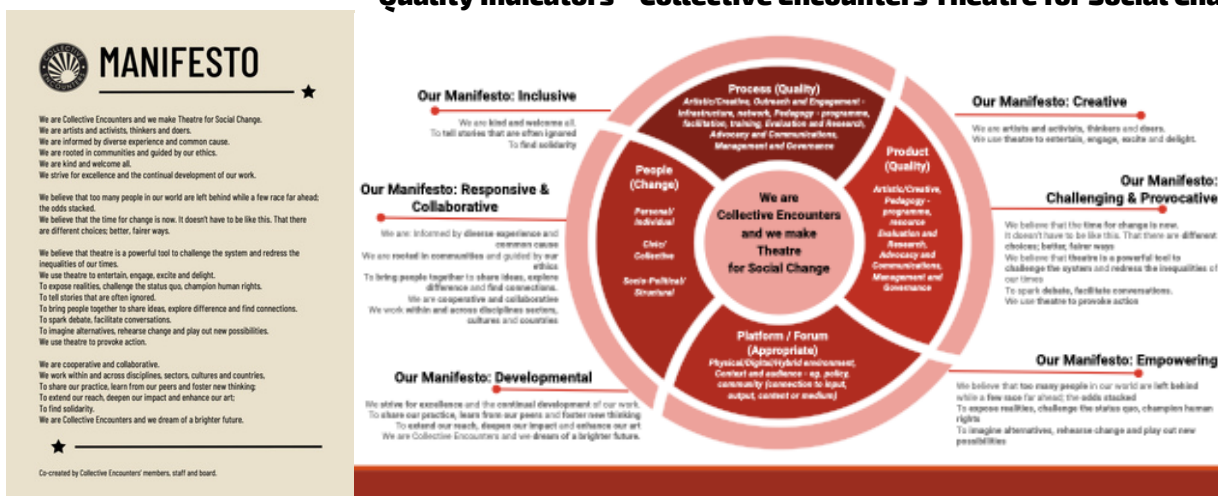 COLLECTIVE ENCOUNTERS
MANIFESTO
We are Collective Encounters and we make Theatre for Social Change.
We are artists and activists, thinkers and doers.
We are informed by diverse experience and common cause.
We are rooted in communities and guided by our ethics.
We are kind and welcome all.
We strive for excellence and the continual development of our work.
We believe that too many people in our world are left behind while a few race far ahead;
the odds stacked.
We believe that the time for change is now. It doesn't have to be like this. That there
are different choices; better, fairer ways.
We believe that theatre is a powerful tool to challenge the system and redress the
inequalities of our times.
We use theatre to entertain, engage, excite and delight.
To expose realities, challenge the status quo, champion human rights.
To tell stories that are often ignored.
To bring people together to share ideas, explore difference and find connections.
To spark debate, facilitate conversations.
To imagine alternatives, rehearse change and play out new possibilities.
We use theatre to provoke action.
We are cooperative and collaborative.
We work within and across disciplines, sectors, cultures and countries,
To share our practice, learn from our peers and foster new thinking;
To extend our reach, deepen our impact and enhance our art;
To find solidarity.
We are Collective Encounters and we dream of a brighter future.
Co-created by Collective Encounters' members, staff and board.
Quality Indicators - Collective Encounters Theatre for Social Cha
Our Manifesto: Inclusive
We are kind and welcome all.
To tell stories that are often ignored
To find solidarity
Our Manifesto: Responsive &
Collaborative
We are: Informed by diverse experience and
common cause
We are rooted in communities and guided by our
ethics
To bring people together to share ideas, explore
difference and find connections.
We are cooperative and collaborative
We work within and across disciplines sectors,
cultures and countries
Our Manifesto: Developmental
We strive for excellence and the continual development of our work,
To share our practice, learn from our peers and foster new thinking
To extend our reach, deepen our impact and enhance our art
We are Collective Encounters and we dream of a brighter future.
Process (Quality)
Artistic/Creative, Outreach and Engagement -
Infrastructure, network, Pedagogy - programme,
facilitation, training, Evaluation and Research,
Advocacy and Communications,
Management and Governance
People
(Change)
Personal/
Individual
Civic/
Collective
Socio-Political/
Structural
We are
Collective Encounters
and we make
Theatre
for Social Change
Product
(Quality)
Artistic/Creative,
Pedagogy -
programme,
resource
Evaluation and
Research,
Advocacy and
Communications,
Management and
Governance
Platform / Forum
(Appropriate)
Physical/Digital/Hybrid environment,
Context and audience - eg. policy,
community (connection to input,
output, content or medium)
Our Manifesto: Creative
We are artists and activists, thinkers and doers.
We use theatre to entertain, engage, excite and delight.
Our Manifesto:
Challenging & Provocative
We believe that the time for change is now.
It doesn't have to be like this. That there are different
choices; better, fairer ways
We believe that theatre is a powerful tool to
challenge the system and redress the inequalities of
our times
To spark debate, facilitate conversations.
We use theatre to provoke action
Our Manifesto: Empowering
We believe that too many people in our world are left behind
while a few race far ahead; the odds stacked
To expose realities, challenge the status quo, champion human
rights
To imagine alternatives, rehearse change and play out new
possibilities